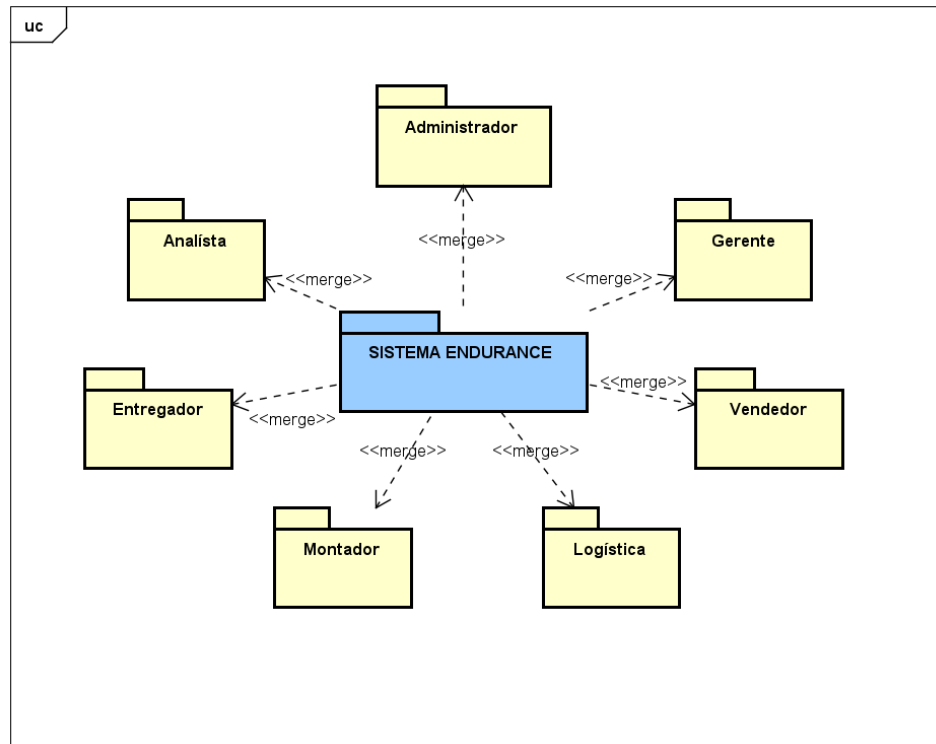 uc
Administrador
Analísta
<<merge>>
Gerente
<<merge>>
<<merge>>
SISTEMA ENDURANCE
Entregador
<<merge>>
<<merge>>
Vendedor
<<merge>>
<<merge>>
Montador
Logística